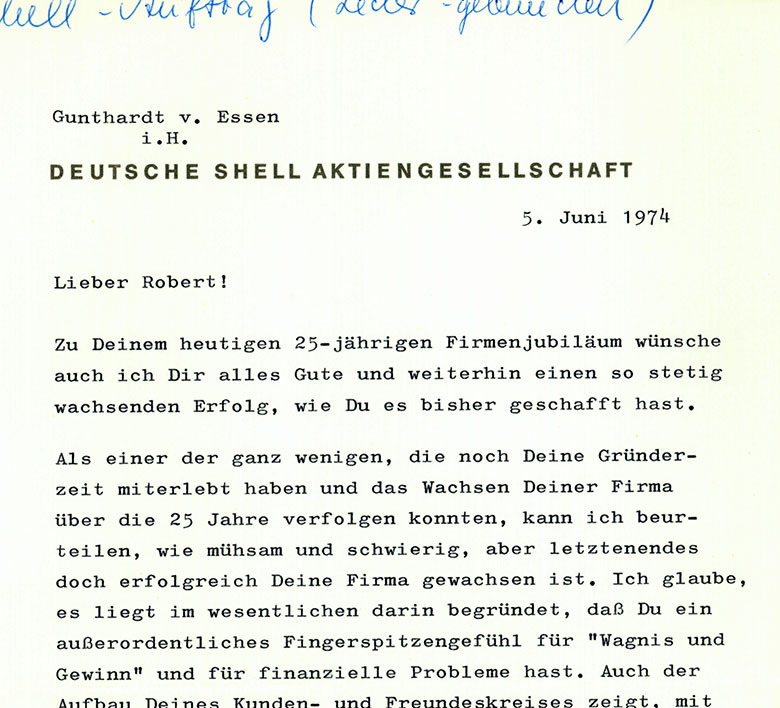 Shell-Auftrag (Leder-gebunden)
Gunthardt v. Essen
i.H.
DEUTSCHE SHELL AKTIENGESELLSCHAFT
5. Juni 1974
Lieber Robert!
Zu Deinem heutigen 25-jährigen Firmenjubiläum wünsche
auch ich Dir alles Gute und weiterhin einen so stetig
wachsenden Erfolg, wie Du es bisher geschafft hast.
Als einer der ganz wenigen, die noch Deine Gründer-
zeit miterlebt haben und das Wachsen Deiner Firma
über die 25 Jahre verfolgen konnten, kann ich beur-
teilen, wie mühsam und schwierig, aber letztenendes
doch erfolgreich Deine Firma gewachsen ist. Ich glaube,
es liegt im wesentlichen darin begründet, daß Du ein
außerordentliches Fingerspitzengefühl für "Wagnis und
Gewinn" und für finanzielle Probleme hast. Auch der
Aufbau Deines Kunden- und Freundeskreises zeigt, mit